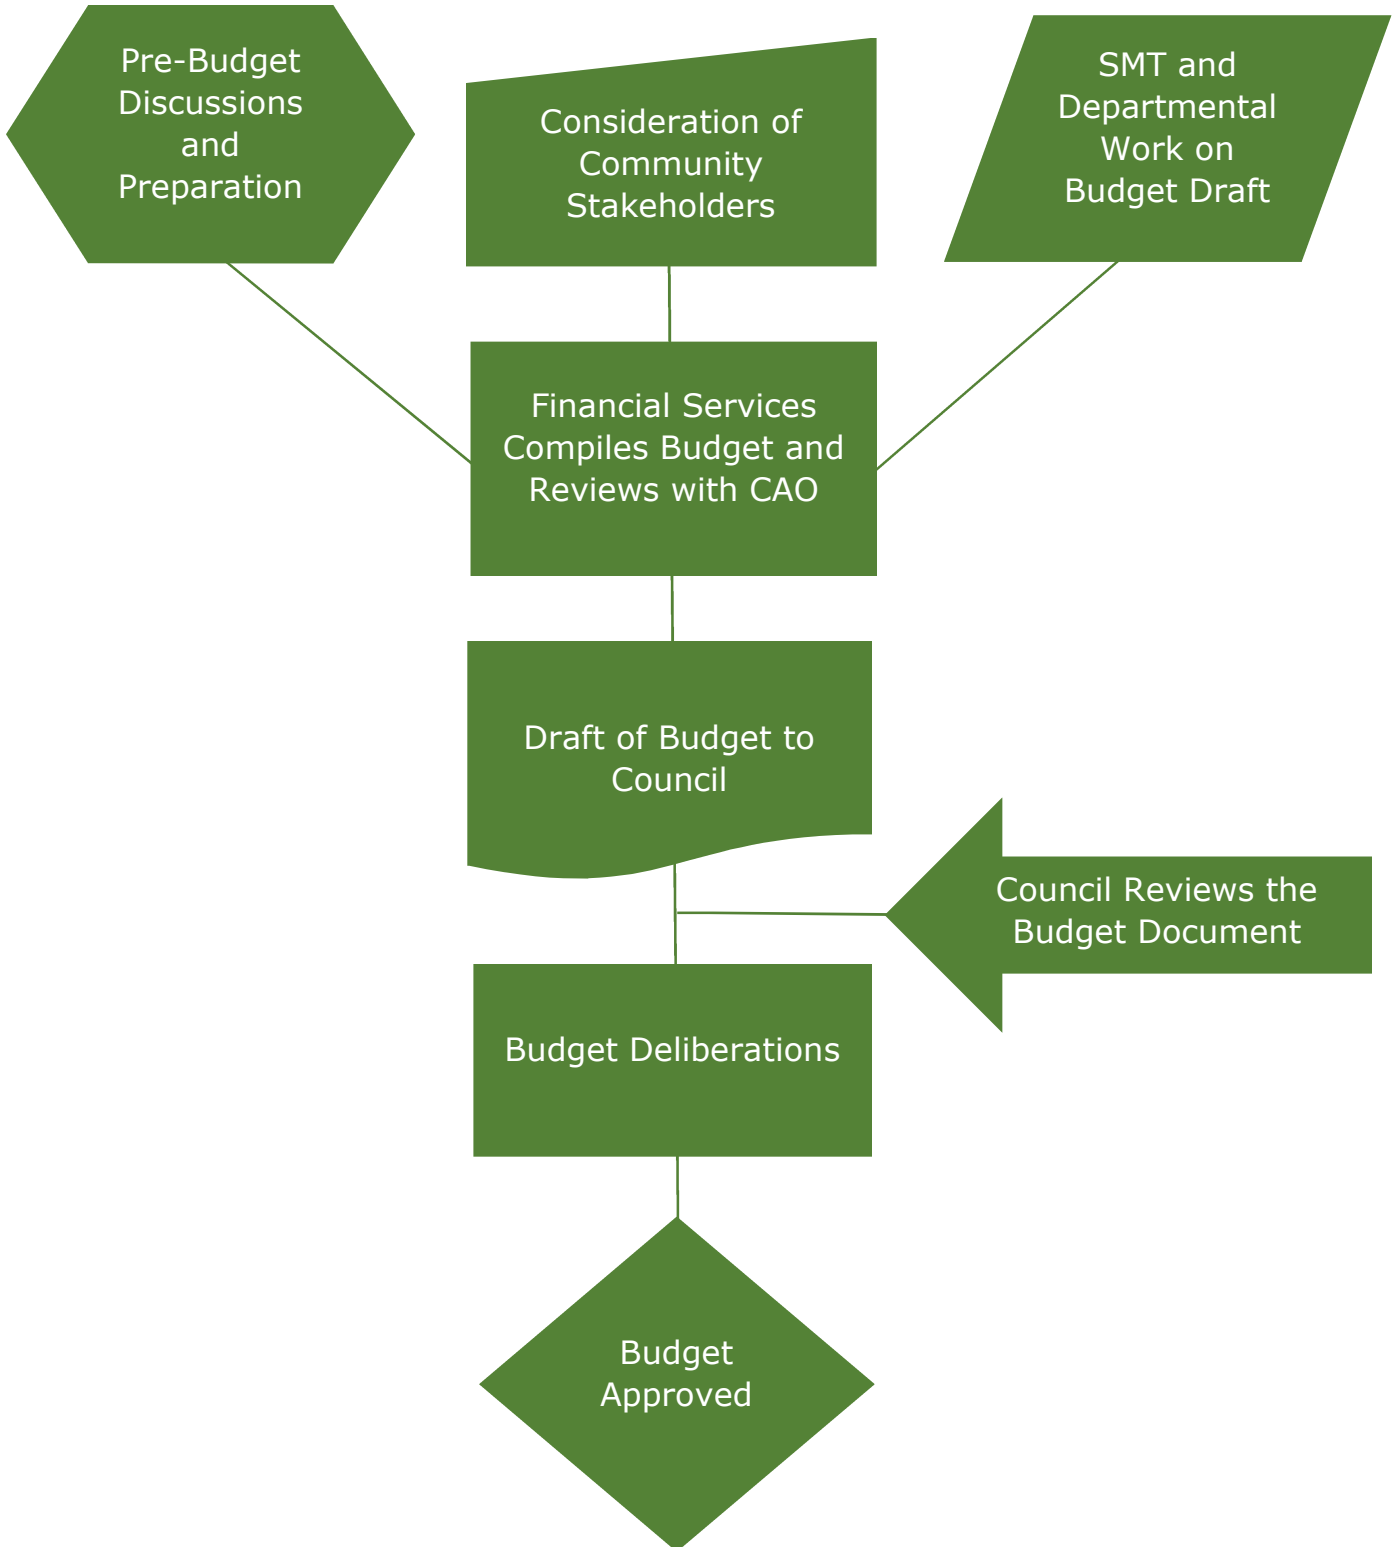 Pre-Budget
Discussions
and
Preparation
Consideration of
Community
Stakeholders
SMT and
Departmental
Work on
Budget Draft
Financial Services
Compiles Budget and
Reviews with CAO
Draft of Budget to
Council
Council Reviews the
Budget Document
Budget Deliberations
Budget
Approved